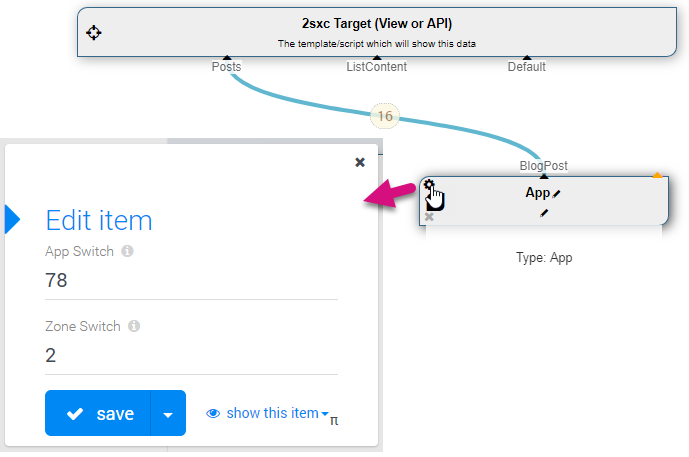 2sxc Target (View or API)
The template/script which will show this data
Posts ListContent Default
16
BlogPost
App
Type: App
Edit item
App Switch
78
Zone Switch
2
save show this item π